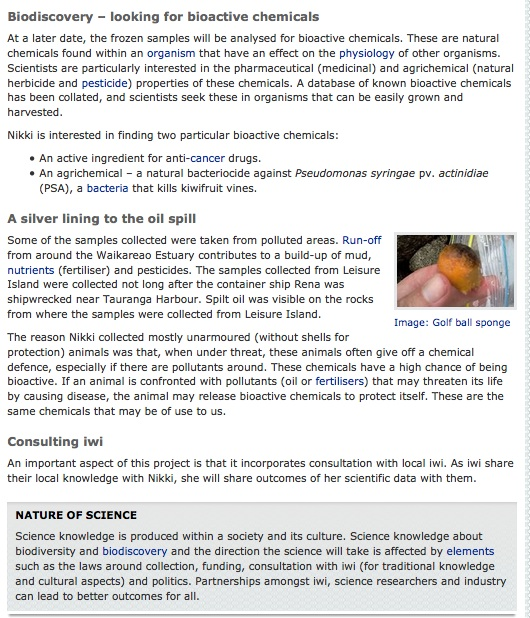 Biodiscovery – looking for bioactive chemicals
At a later date, the frozen samples will be analysed for bioactive chemicals. These are natural
chemicals found within an organism that have an effect on the physiology of other organisms.
Scientists are particularly interested in the pharmaceutical (medicinal) and agrichemical (natural
herbicide and pesticide) properties of these chemicals. A database of known bioactive chemicals
has been collated, and scientists seek these in organisms that can be easily grown and
harvested.
Nikki is interested in finding two particular bioactive chemicals:
• An active ingredient for anti-cancer drugs.
• An agrichemical – a natural bacteriocide against Pseudomonas syringae pv. actinidiae
(PSA), a bacteria that kills kiwifruit vines.
A silver lining to the oil spill
Some of the samples collected were taken from polluted areas. Run-off
from around the Waikareao Estuary contributes to a build-up of mud,
nutrients (fertiliser) and pesticides. The samples collected from Leisure
Island were collected not long after the container ship Rena was
shipwrecked near Tauranga Harbour. Spilt oil was visible on the rocks
from where the samples were collected from Leisure Island.
Image: Golf ball sponge
The reason Nikki collected mostly unarmoured (without shells for
protection) animals was that, when under threat, these animals often give off a chemical
defence, especially if there are pollutants around. These chemicals have a high chance of being
bioactive. If an animal is confronted with pollutants (oil or fertilisers) that may threaten its life
by causing disease, the animal may release bioactive chemicals to protect itself. These are the
same chemicals that may be of use to us.
Consulting iwi
An important aspect of this project is that it incorporates consultation with local iwi. As iwi share
their local knowledge with Nikki, she will share outcomes of her scientific data with them.
NATURE OF SCIENCE
Science knowledge is produced within a society and its culture. Science knowledge about
biodiversity and biodiscovery and the direction the science will take is affected by elements
such as the laws around collection, funding, consultation with iwi (for traditional knowledge
and cultural aspects) and politics. Partnerships amongst iwi, science researchers and industry
can lead to better outcomes for all.